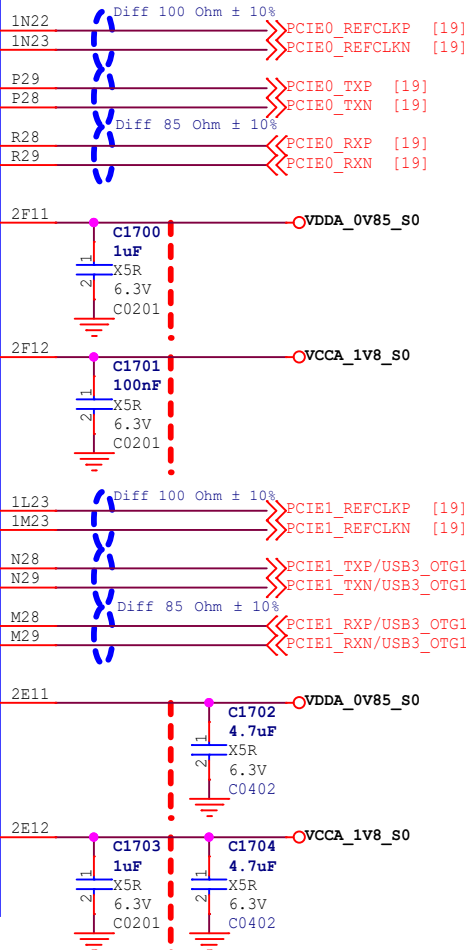 Diff 100 Ohm ± 10%
1N22 PCIE0_REFCLKP [19]
1N23 PCIE0_REFCLKN [19]
P29 PCIE0_TXP [19]
P28 PCIE0_TXN [19]
Diff 85 Ohm ± 10%
R28 PCIE0_RXP [19]
R29 PCIE0_RXN [19]
2F11 VDDA_0V85_S0
C1700
1uF
1 X5R
2 6.3V
C0201
2F12 VCCA_1V8_S0
C1701
100nF
1 X5R
2 6.3V
C0201
Diff 100 Ohm ± 10%
1L23 PCIE1_REFCLKP [19]
1M23 PCIE1_REFCLKN [19]
N28 PCIE1_TXP/USB3_OTG1
N29 PCIE1_TXN/USB3_OTG1
Diff 85 Ohm ± 10%
M28 PCIE1_RXP/USB3_OTG1
M29 PCIE1_RXN/USB3_OTG1
2E11 VDDA_0V85_S0
C1702
4.7uF
1 X5R
2 6.3V
C0402
2E12 VCCA_1V8_S0
C1703 C1704
1uF 4.7uF
1 X5R 1 X5R
2 6.3V 2 6.3V
C0201 C0402